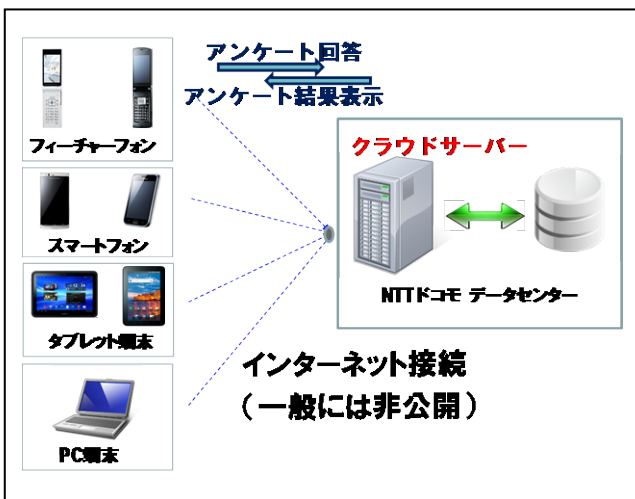 アンケート回答
アンケート結果表示
フィーチャーフォン
スマートフォン
タブレット端末
PC端末
クラウドサーバー
NTTドコモ データセンター
インターネット接続
（一般には非公開）